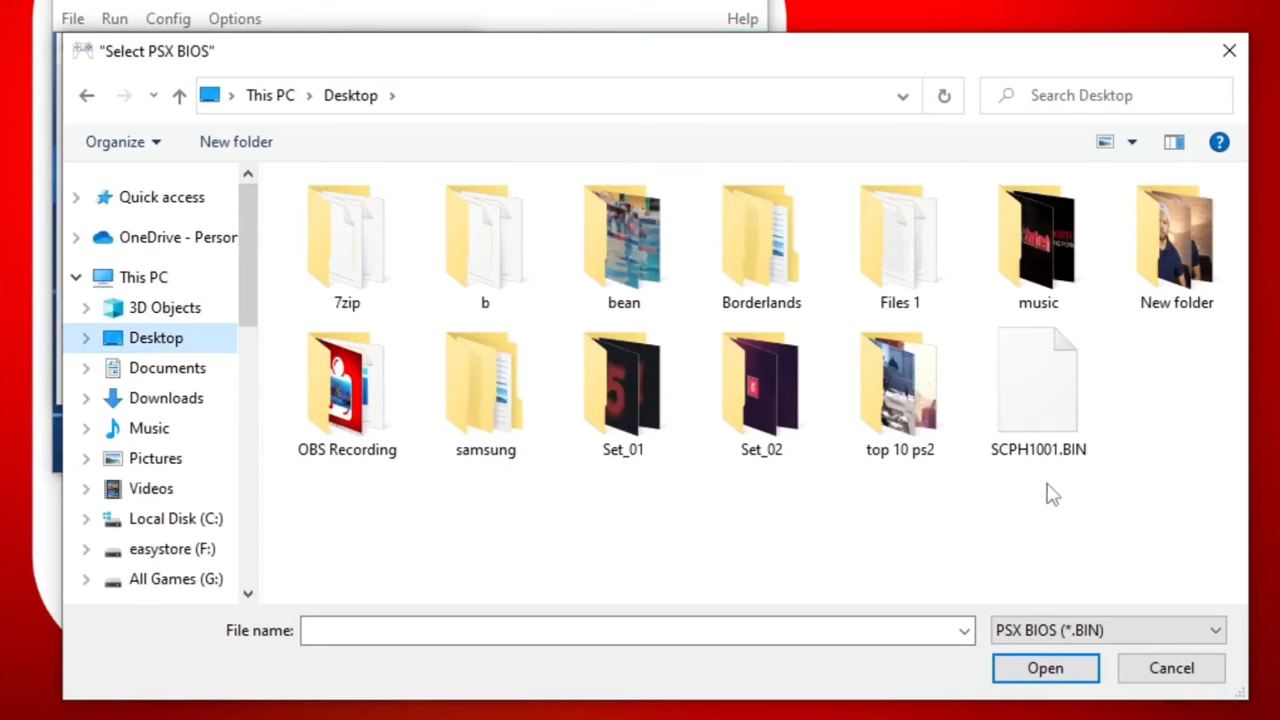 File Run Config Options Help
"Select PSX BIOS"
This PC Desktop Search Desktop
Organize New folder
Quick access
OneDrive - Person
This PC
3D Objects
Desktop
Documents
Downloads
Music
Pictures
Videos
Local Disk (C:)
easystore (F:)
All Games (G:)
7zip b bean Borderlands Files 1 music New folder
OBS Recording samsung Set_01 Set_02 top 10 ps2 SCPH1001.BIN
File name: PSX BIOS (*.BIN)
Open Cancel